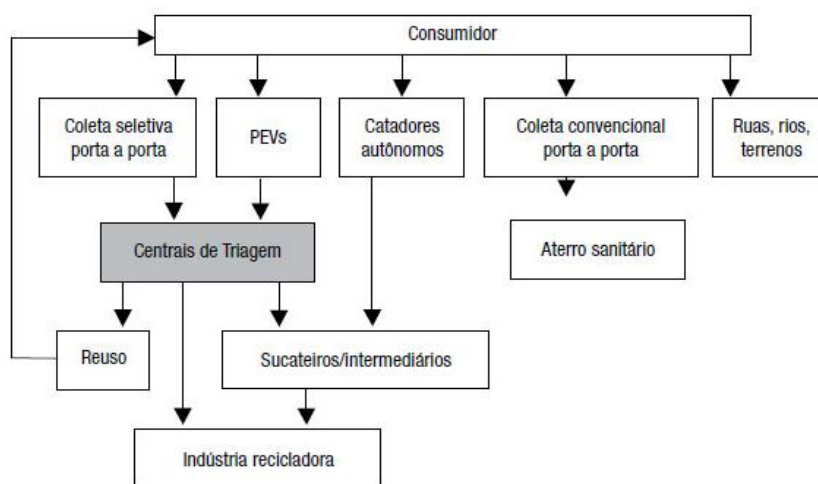 Consumidor
Coleta seletiva
porta a porta
PEVs
Catadores
autônomos
Coleta convencional
porta a porta
Ruas, rios,
terrenos
Centrais de Triagem
Aterro sanitário
Reuso
Sucateiros/intermediários
Indústria recicladora